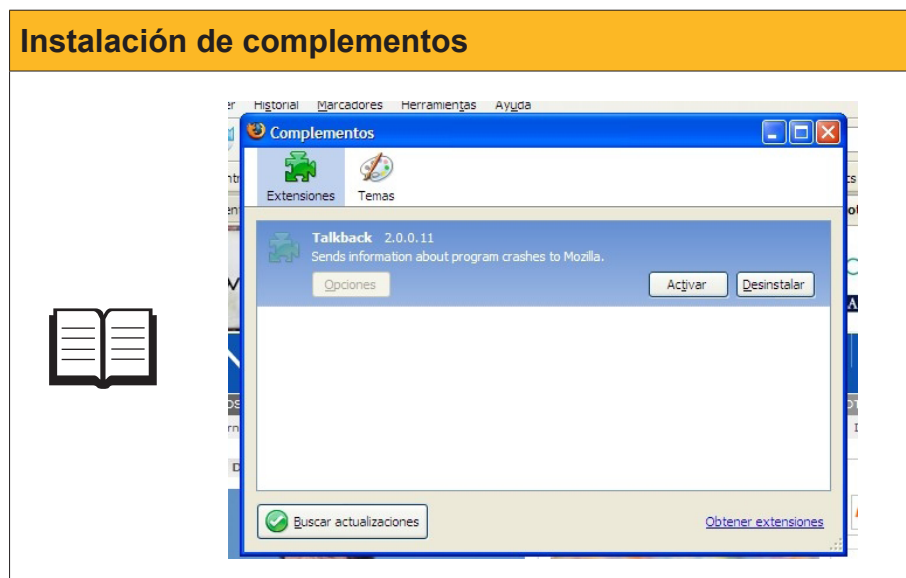 Instalación de complementos
Historial Marcadores Herramientas Ayuda
Complementos
Extensiones Temas
Talkback 2.0.0.11
Sends information about program crashes to Mozilla.
Opciones Activar Desinstalar
Buscar actualizaciones Obtener extensiones